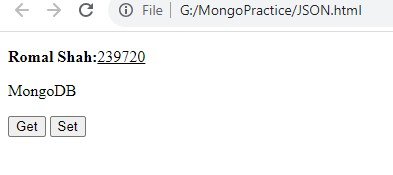 File | G:/MongoPractice/JSON.html
Romal Shah:239720
MongoDB
Get Set